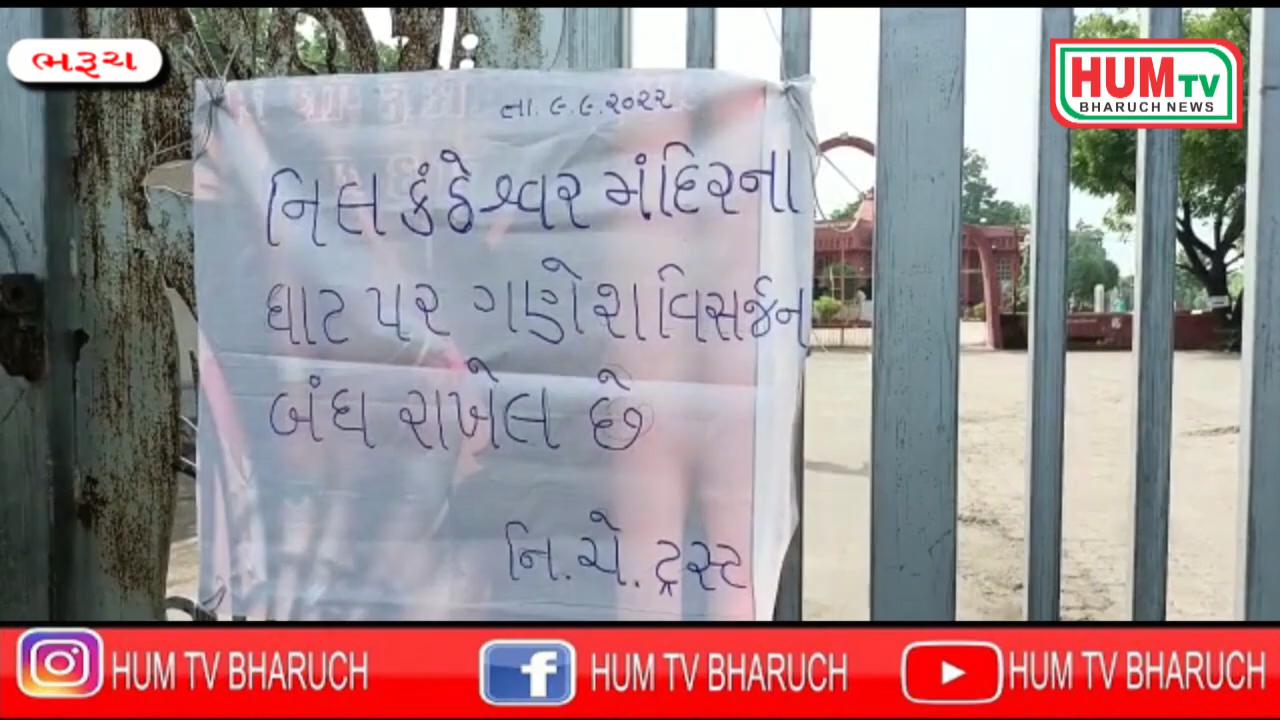 ભરૂચ
HUM TV
BHARUCH NEWS
તા. ૯.૯.૨૦૨૨
નિલકંઠેશ્વર મંદિરના
ઘાટ પર ગણેશ વિસર્જન
બંધ રાખેલ છે
નિ. ચે. ટ્રસ્ટ
HUM TV BHARUCH
HUM TV BHARUCH
HUM TV BHARUCH